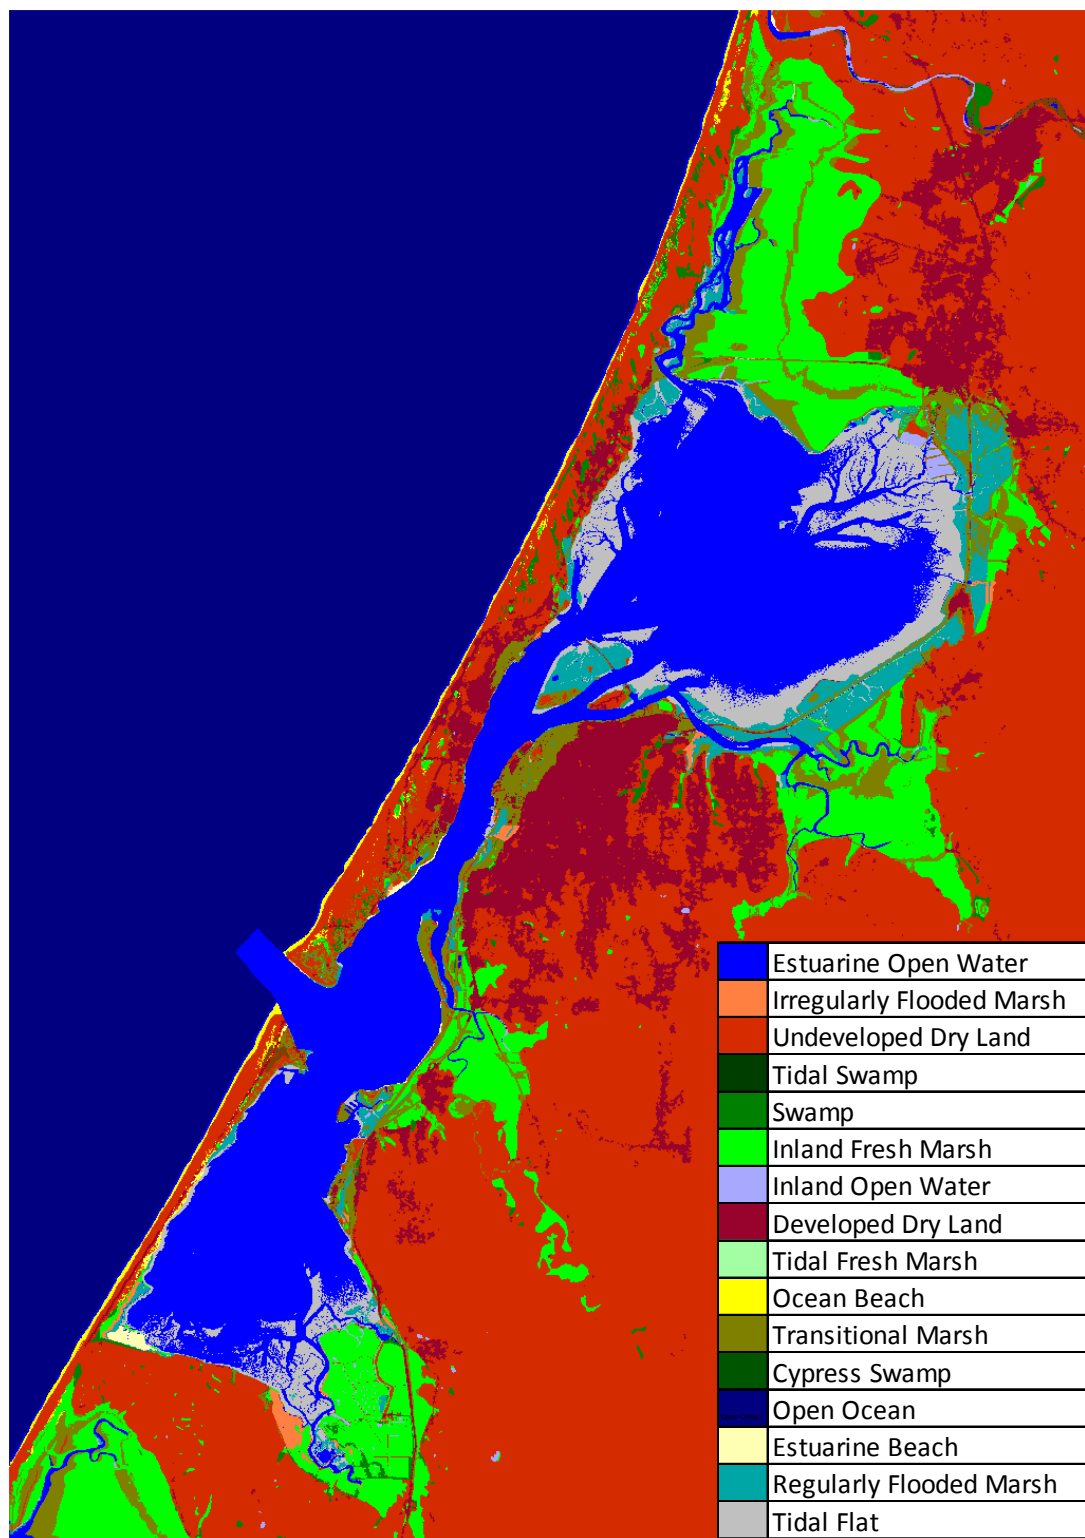 Estuarine Open Water
Irregularly Flooded Marsh
Undeveloped Dry Land
Tidal Swamp
Swamp
Inland Fresh Marsh
Inland Open Water
Developed Dry Land
Tidal Fresh Marsh
Ocean Beach
Transitional Marsh
Cypress Swamp
Open Ocean
Estuarine Beach
Regularly Flooded Marsh
Tidal Flat